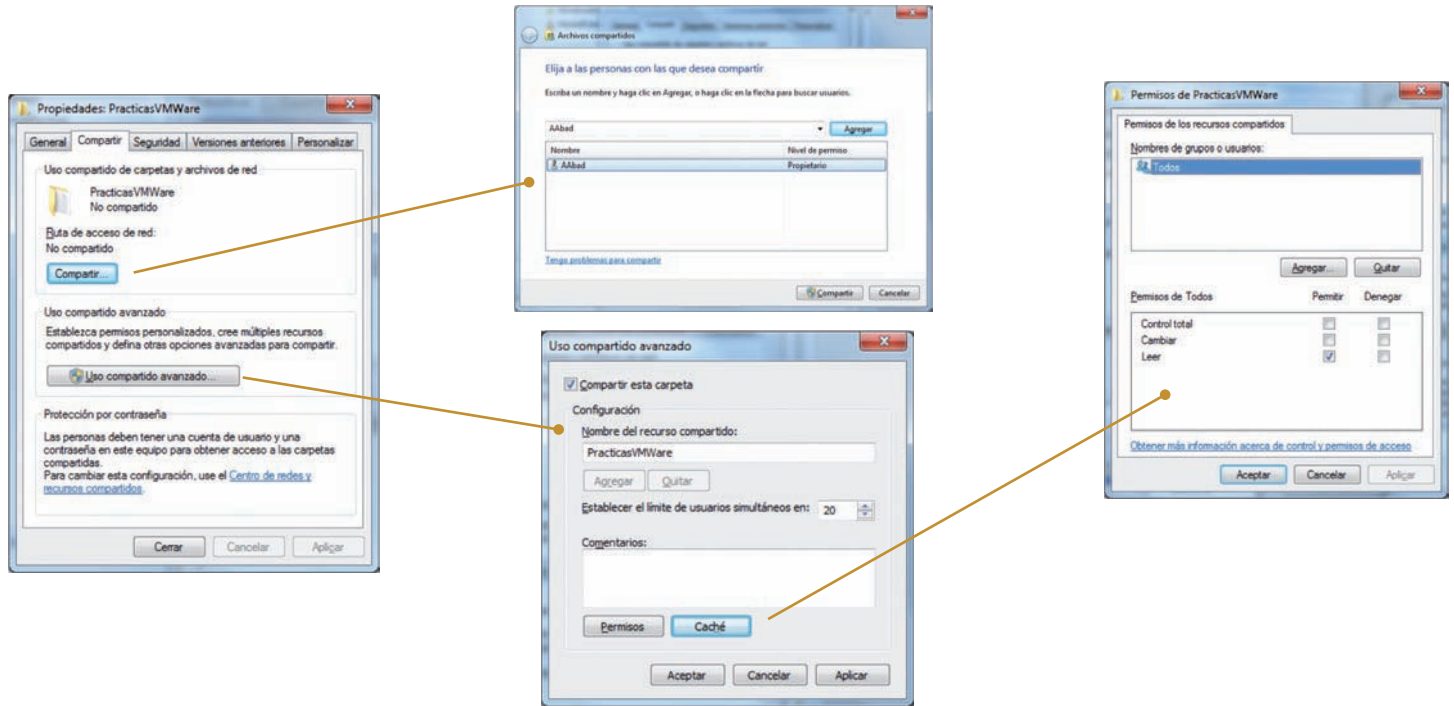 Propiedades: PracticasVMWare
General Compartir Seguridad Versiones anteriores Personalizar
Uso compartido de carpetas y archivos de red
PracticasVMWare
No compartido
Ruta de acceso de red:
No compartido
Compartir...
Uso compartido avanzado
Establezca permisos personalizados, cree múltiples recursos
compartidos y defina otras opciones avanzadas para compartir.
Uso compartido avanzado...
Protección por contraseña
Las personas deben tener una cuenta de usuario y una
contraseña en este equipo para obtener acceso a las carpetas
compartidas.
Para cambiar esta configuración, use el Centro de redes y
recursos compartidos.
Cerrar Cancelar Aplicar
Archivos compartidos
Elija a las personas con las que desea compartir
Escriba un nombre y haga clic en Agregar, o haga clic en la flecha para buscar usuarios.
AAbad Agregar
Nombre Nivel de permiso
AAbad Propietario
Tengo problemas para compartir
Compartir Cancelar
Uso compartido avanzado
Compartir esta carpeta
Configuración
Nombre del recurso compartido:
PracticasVMWare
Agregar Quitar
Establecer el límite de usuarios simultáneos en: 20
Comentarios:
Permisos Caché
Aceptar Cancelar Aplicar
Permisos de PracticasVMWare
Permisos de los recursos compartidos
Nombres de grupos o usuarios:
Todos
Agregar... Quitar
Permisos de Todos Permitir Denegar
Control total
Cambiar
Leer
Obtener más información acerca de control y permisos de acceso
Aceptar Cancelar Aplicar